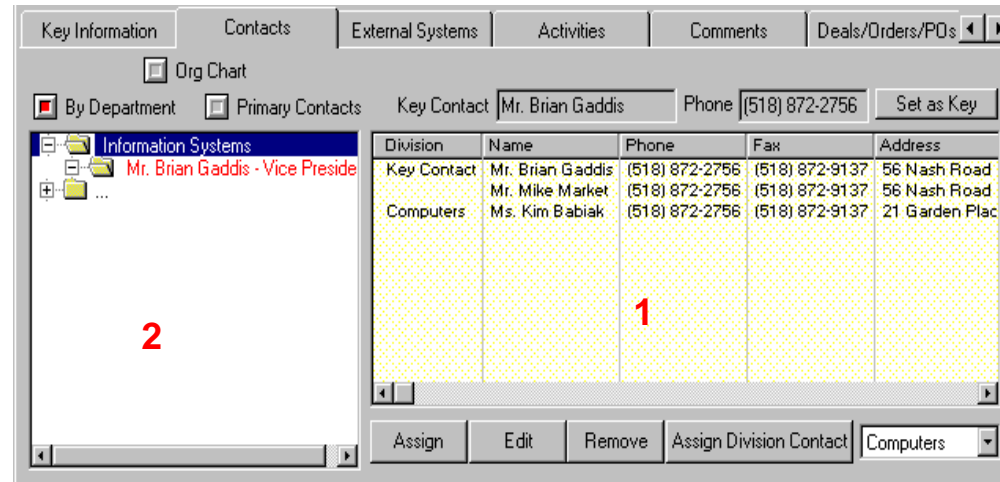 Key Information Contacts External Systems Activities Comments Deals/Orders/POs
Org Chart
By Department Primary Contacts Key Contact Mr. Brian Gaddis Phone (518) 872-2756 Set as Key
Information Systems
Mr. Brian Gaddis - Vice Preside
...
2
Division Name Phone Fax Address
Key Contact Mr. Brian Gaddis (518) 872-2756 (518) 872-9137 56 Nash Road
Mr. Mike Market (518) 872-2756 (518) 872-9137 56 Nash Road
Computers Ms. Kim Babiak (518) 872-2756 (518) 872-9137 21 Garden Plac
1
Assign Edit Remove Assign Division Contact Computers